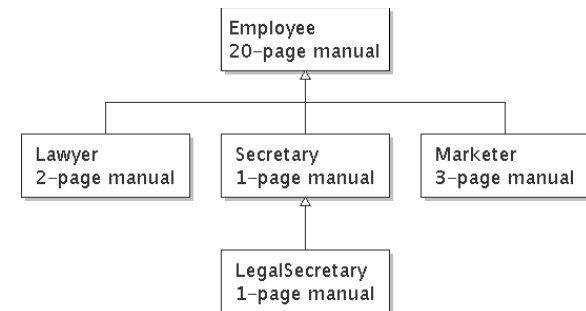 Employee
20-page manual
Lawyer
2-page manual
Secretary
1-page manual
Marketer
3-page manual
LegalSecretary
1-page manual